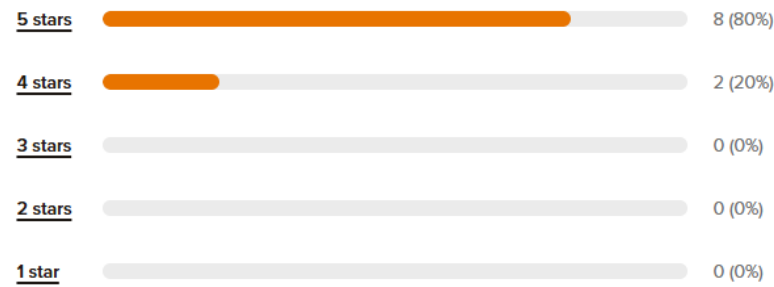 5 stars 8 (80%)
4 stars 2 (20%)
3 stars 0 (0%)
2 stars 0 (0%)
1 star 0 (0%)